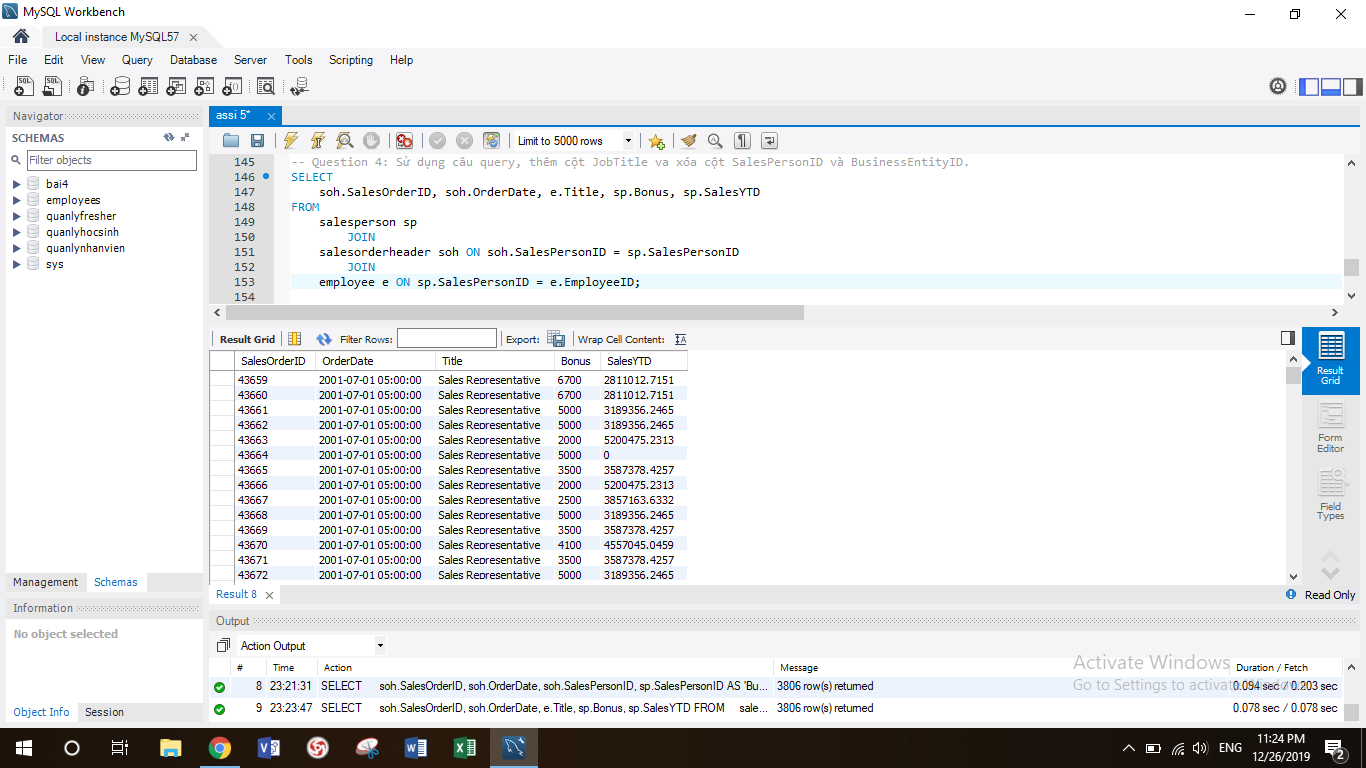 MySQL Workbench
Local instance MySQL57
File Edit View Query Database Server Tools Scripting Help
Navigator
SCHEMAS
Filter objects
bai4
employees
quanlyfresher
quanlyhocsinh
quanlynhanvien
sys
Management Schemas
Information
No object selected
Object Info Session
assi 5*
Limit to 5000 rows
145 -- Question 4: Sử dụng câu query, thêm cột JobTitle va xóa cột SalesPersonID và BusinessEntityID.
146 SELECT
147 soh.SalesOrderID, soh.OrderDate, e.Title, sp.Bonus, sp.SalesYTD
148 FROM
149 salesperson sp
150 JOIN
151 salesorderheader soh ON soh.SalesPersonID = sp.SalesPersonID
152 JOIN
153 employee e ON sp.SalesPersonID = e.EmployeeID;
154
Result Grid Filter Rows: Export: Wrap Cell Content:
SalesOrderID OrderDate Title Bonus SalesYTD
43659 2001-07-01 05:00:00 Sales Representative 6700 2811012.7151
43660 2001-07-01 05:00:00 Sales Representative 6700 2811012.7151
43661 2001-07-01 05:00:00 Sales Representative 5000 3189356.2465
43662 2001-07-01 05:00:00 Sales Representative 5000 3189356.2465
43663 2001-07-01 05:00:00 Sales Representative 2000 5200475.2313
43664 2001-07-01 05:00:00 Sales Representative 5000 0
43665 2001-07-01 05:00:00 Sales Representative 3500 3587378.4257
43666 2001-07-01 05:00:00 Sales Representative 2000 5200475.2313
43667 2001-07-01 05:00:00 Sales Representative 2500 3857163.6332
43668 2001-07-01 05:00:00 Sales Representative 5000 3189356.2465
43669 2001-07-01 05:00:00 Sales Representative 3500 3587378.4257
43670 2001-07-01 05:00:00 Sales Representative 4100 4557045.0459
43671 2001-07-01 05:00:00 Sales Representative 3500 3587378.4257
43672 2001-07-01 05:00:00 Sales Representative 5000 3189356.2465
Result Grid
Form Editor
Field Types
Result 8
Read Only
Output
Action Output
# Time Action Message Duration / Fetch
8 23:21:31 SELECT soh.SalesOrderID, soh.OrderDate, soh.SalesPersonID, sp.SalesPersonID AS 'Bu... 3806 row(s) returned 0.094 sec / 0.203 sec
9 23:23:47 SELECT soh.SalesOrderID, soh.OrderDate, e.Title, sp.Bonus, sp.SalesYTD FROM sale... 3806 row(s) returned 0.078 sec / 0.078 sec
Activate Windows
Go to Settings to activate Windows.
ENG
11:24 PM
12/26/2019
2